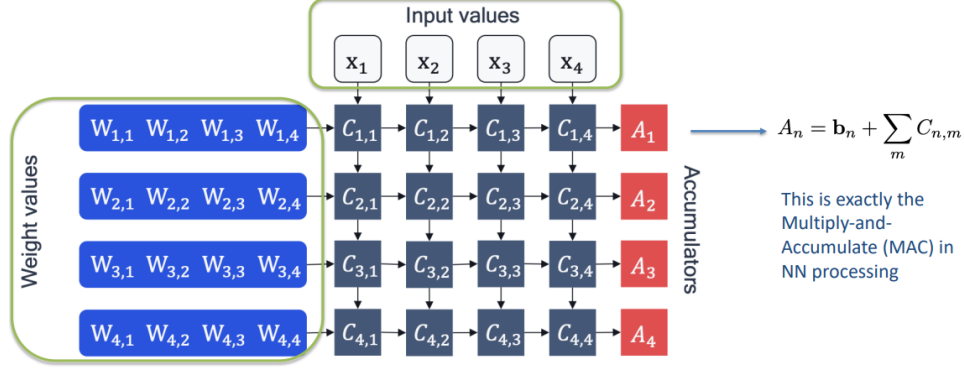 Input values
x₁ x₂ x₃ x₄
Weight values
W₁,₁ W₁,₂ W₁,₃ W₁,₄ C₁,₁ C₁,₂ C₁,₃ C₁,₄ A₁
W₂,₁ W₂,₂ W₂,₃ W₂,₄ C₂,₁ C₂,₂ C₂,₃ C₂,₄ A₂
W₃,₁ W₃,₂ W₃,₃ W₃,₄ C₃,₁ C₃,₂ C₃,₃ C₃,₄ A₃
W₄,₁ W₄,₂ W₄,₃ W₄,₄ C₄,₁ C₄,₂ C₄,₃ C₄,₄ A₄
Accumulators
Aₙ = bₙ + ∑ₘ Cₙ,ₘ
This is exactly the
Multiply-and-
Accumulate (MAC) in
NN processing